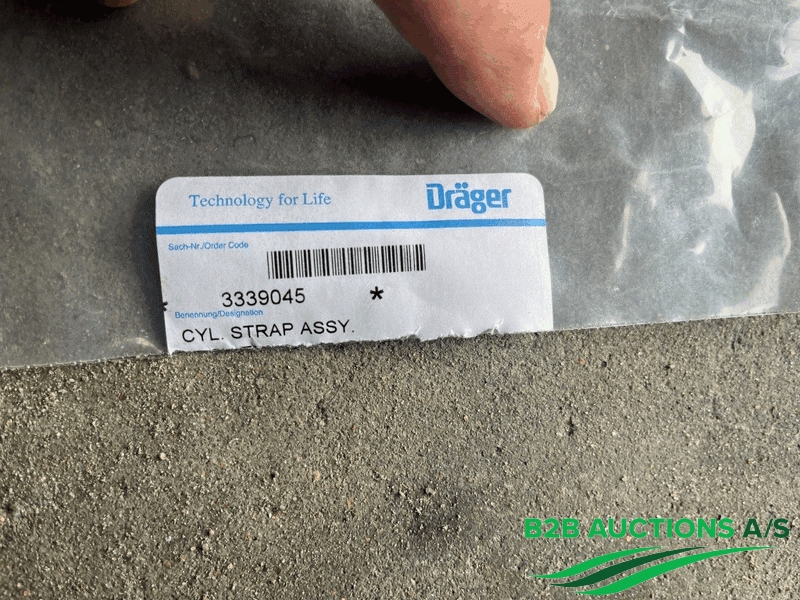 Technology for Life
Dräger
Sach-Nr./Order Code
3339045 *
Benennung/Designation
CYL. STRAP ASSY.
B2B AUCTIONS A/S